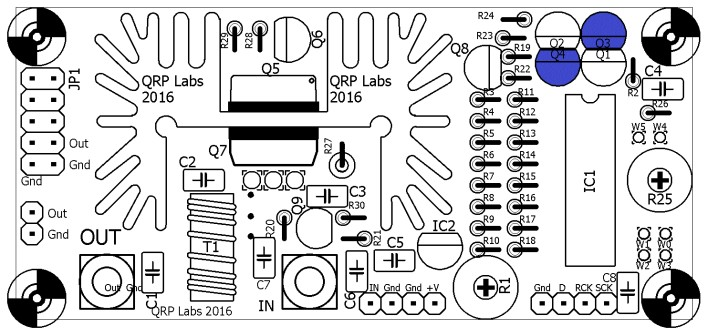 R24
R23
R29
R28
Q6
Q8
R19
R22
Q2
Q3
Q4
Q1
R2
C4
R26
JP1
QRP Labs
2016
Q5
QRP Labs
2016
R3
R11
R4
R12
W5
W4
Out
Gnd
Gnd
Q7
R27
R5
R13
R6
R14
C2
R7
R15
IC1
R25
C3
R8
R16
Q9
R30
R20
R21
Out
Gnd
OUT
T1
IC2
R9
R17
R10
R18
W1
W0
W2
W3
C7
C5
C6
R1
C8
Out
Gnd
C1
QRP Labs 2016
IN
IN Gnd Gnd +V
Gnd D RCK SCK